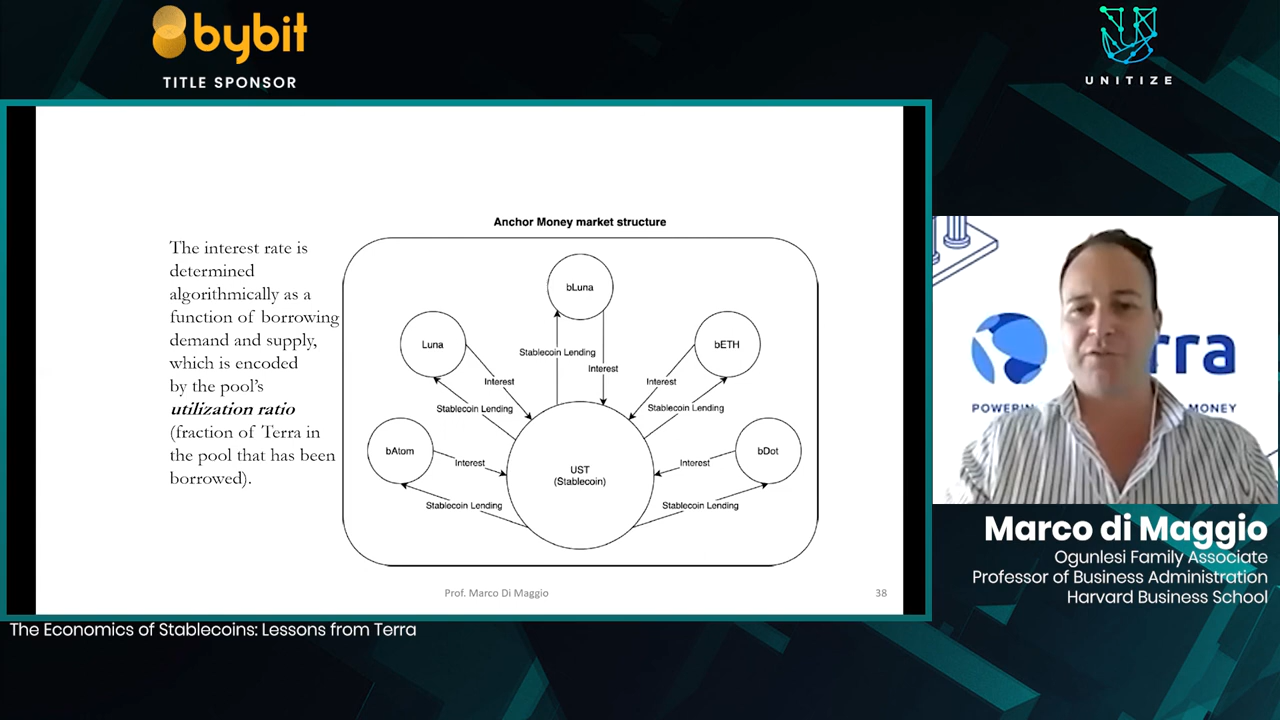 bybit
TITLE SPONSOR
UNITIZE
Anchor Money market structure
The interest rate is
determined
algorithmically as a
function of borrowing
demand and supply,
which is encoded
by the pool's
utilization ratio
(fraction of Terra in
the pool that has been
borrowed).
bLuna
Luna
bETH
Stablecoin Lending
Interest
Interest
Stablecoin Lending
Interest
Stablecoin Lending
bAtom
Interest
Stablecoin Lending
UST
(Stablecoin)
bDot
Interest
Stablecoin Lending
Prof. Marco Di Maggio
38
rra
POWERIN
MONEY
Marco di Maggio
Ogunlesi Family Associate
Professor of Business Administration
Harvard Business School
The Economics of Stablecoins: Lessons from Terra